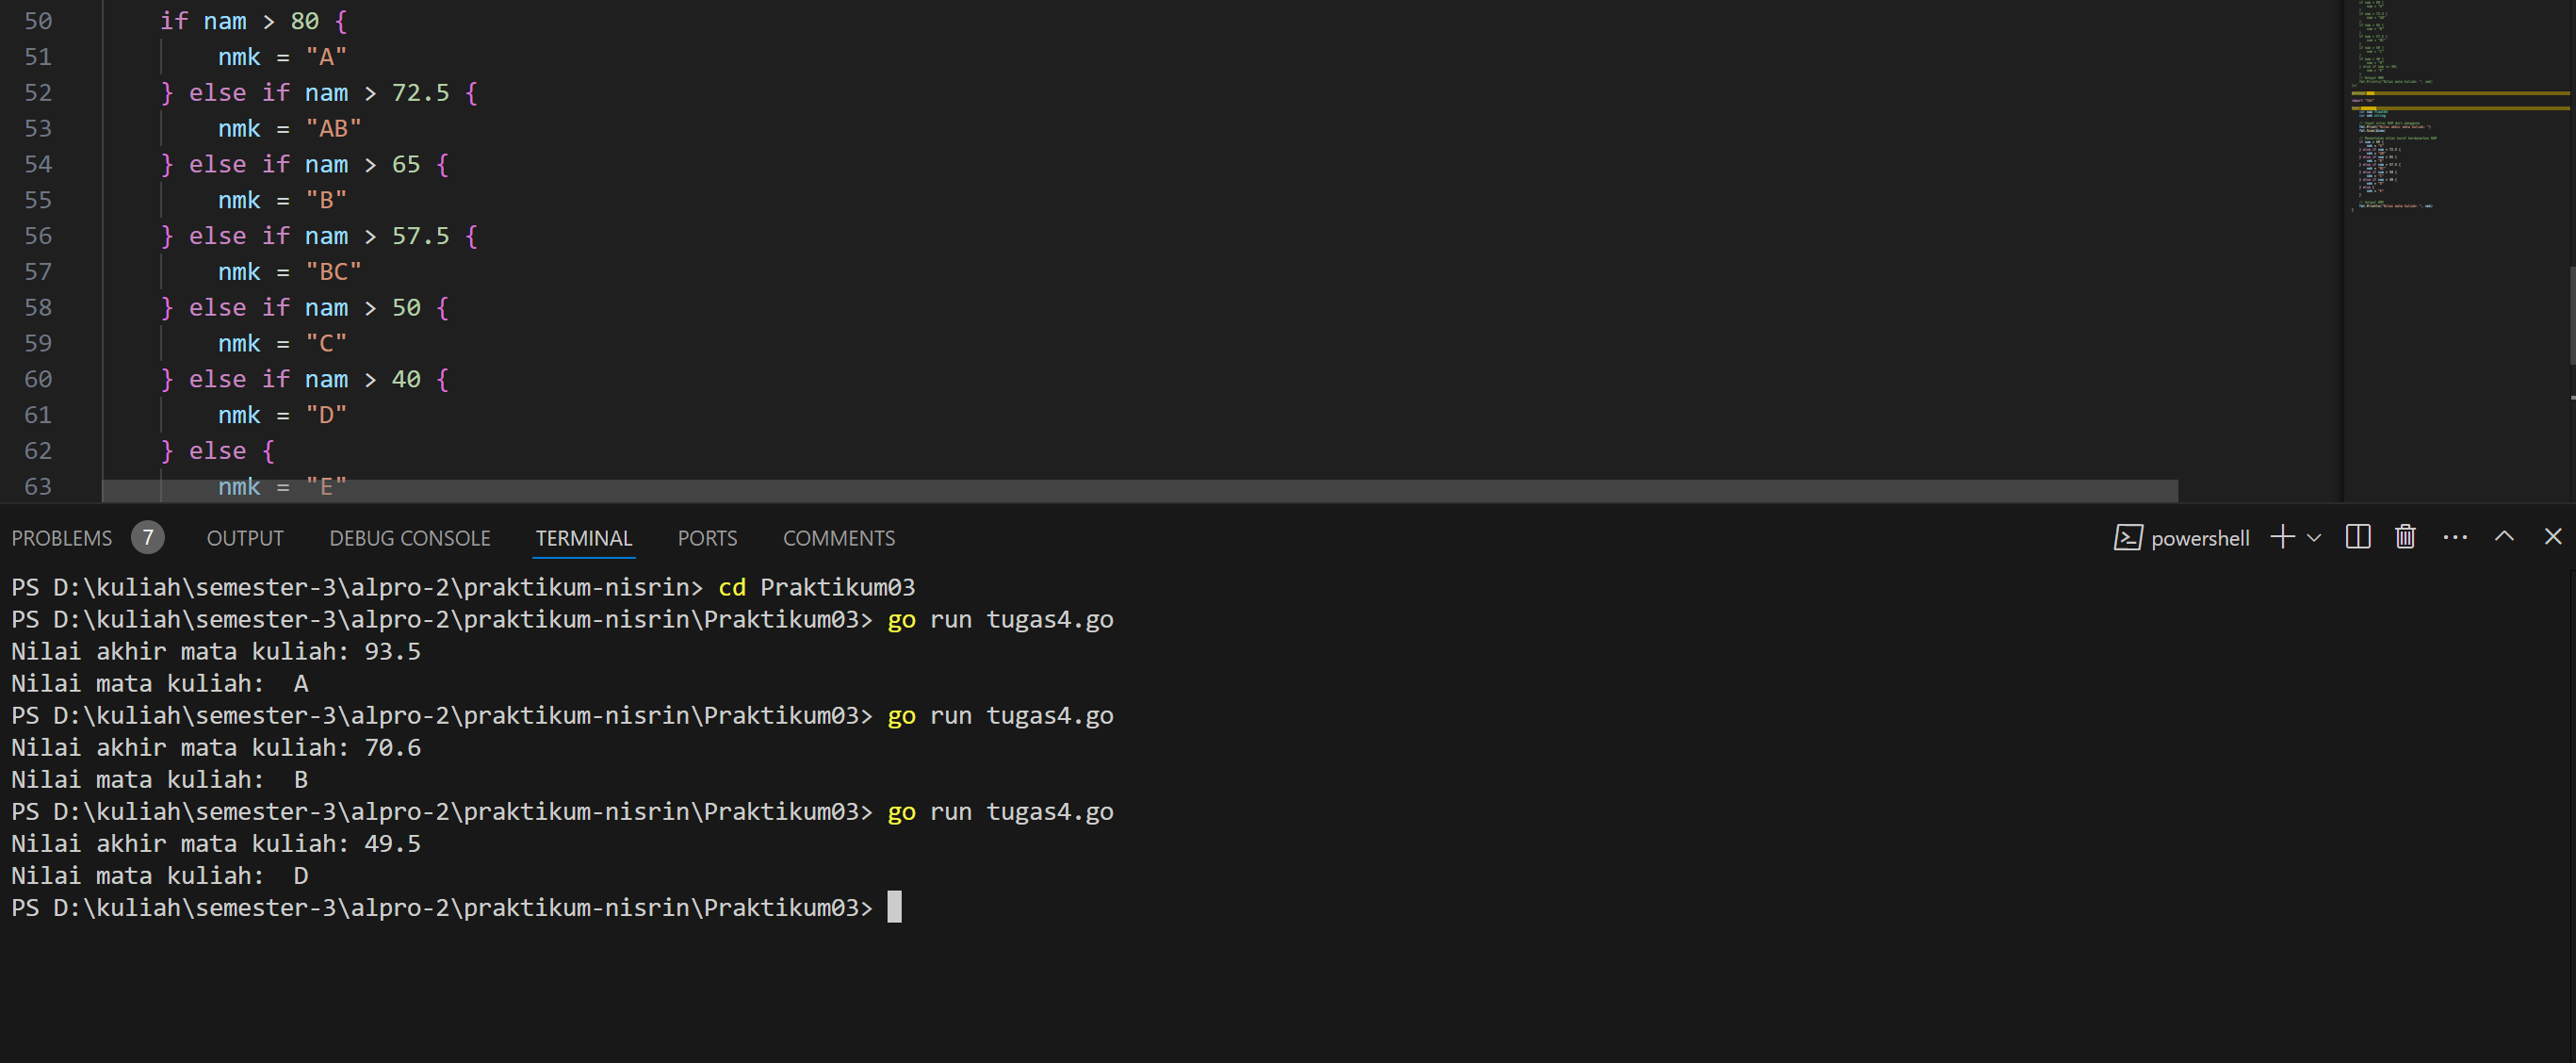 50 if nam > 80 {
51 nmk = "A"
52 } else if nam > 72.5 {
53 nmk = "AB"
54 } else if nam > 65 {
55 nmk = "B"
56 } else if nam > 57.5 {
57 nmk = "BC"
58 } else if nam > 50 {
59 nmk = "C"
60 } else if nam > 40 {
61 nmk = "D"
62 } else {
63 nmk = "E"
PROBLEMS 7 OUTPUT DEBUG CONSOLE TERMINAL PORTS COMMENTS powershell
PS D:\kuliah\semester-3\alpro-2\praktikum-nisrin> cd Praktikum03
PS D:\kuliah\semester-3\alpro-2\praktikum-nisrin\Praktikum03> go run tugas4.go
Nilai akhir mata kuliah: 93.5
Nilai mata kuliah:  A
PS D:\kuliah\semester-3\alpro-2\praktikum-nisrin\Praktikum03> go run tugas4.go
Nilai akhir mata kuliah: 70.6
Nilai mata kuliah:  B
PS D:\kuliah\semester-3\alpro-2\praktikum-nisrin\Praktikum03> go run tugas4.go
Nilai akhir mata kuliah: 49.5
Nilai mata kuliah:  D
PS D:\kuliah\semester-3\alpro-2\praktikum-nisrin\Praktikum03>